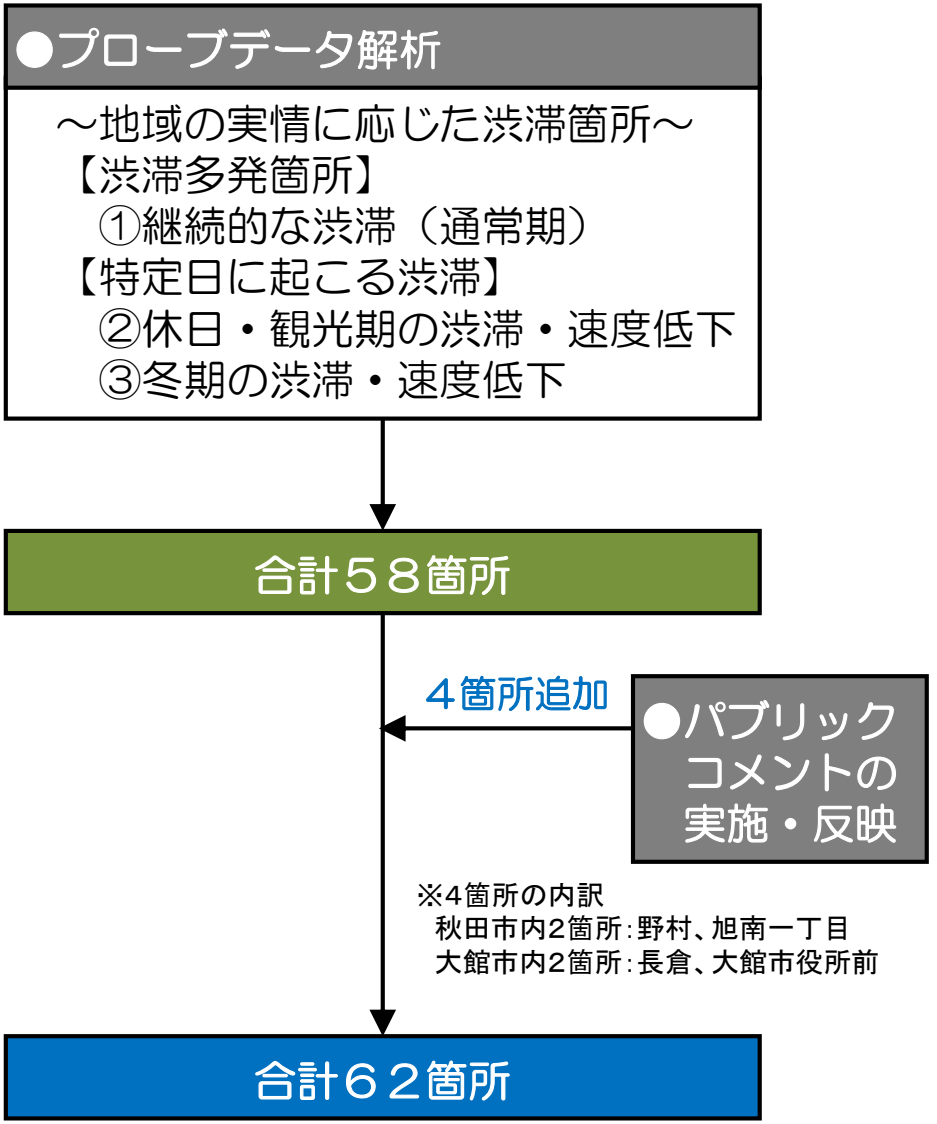 ●プローブデータ解析
～地域の実情に応じた渋滞箇所～
【渋滞多発箇所】
①継続的な渋滞（通常期）
【特定日に起こる渋滞】
②休日・観光期の渋滞・速度低下
③冬期の渋滞・速度低下
合計５８箇所
４箇所追加
●パブリック
コメントの
実施・反映
※4箇所の内訳
秋田市内2箇所：野村、旭南一丁目
大館市内2箇所：長倉、大館市役所前
合計６２箇所